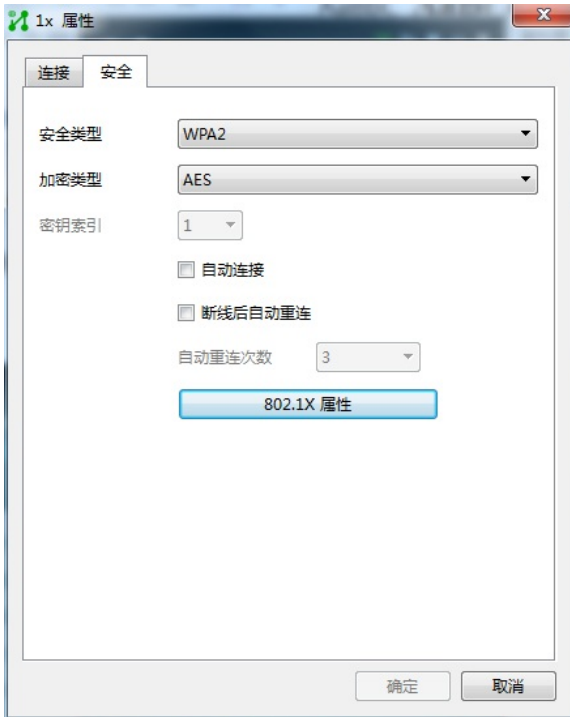 1x 属性
连接 安全
安全类型 WPA2
加密类型 AES
密钥索引 1
自动连接
断线后自动重连
自动重连次数 3
802.1X 属性
确定 取消